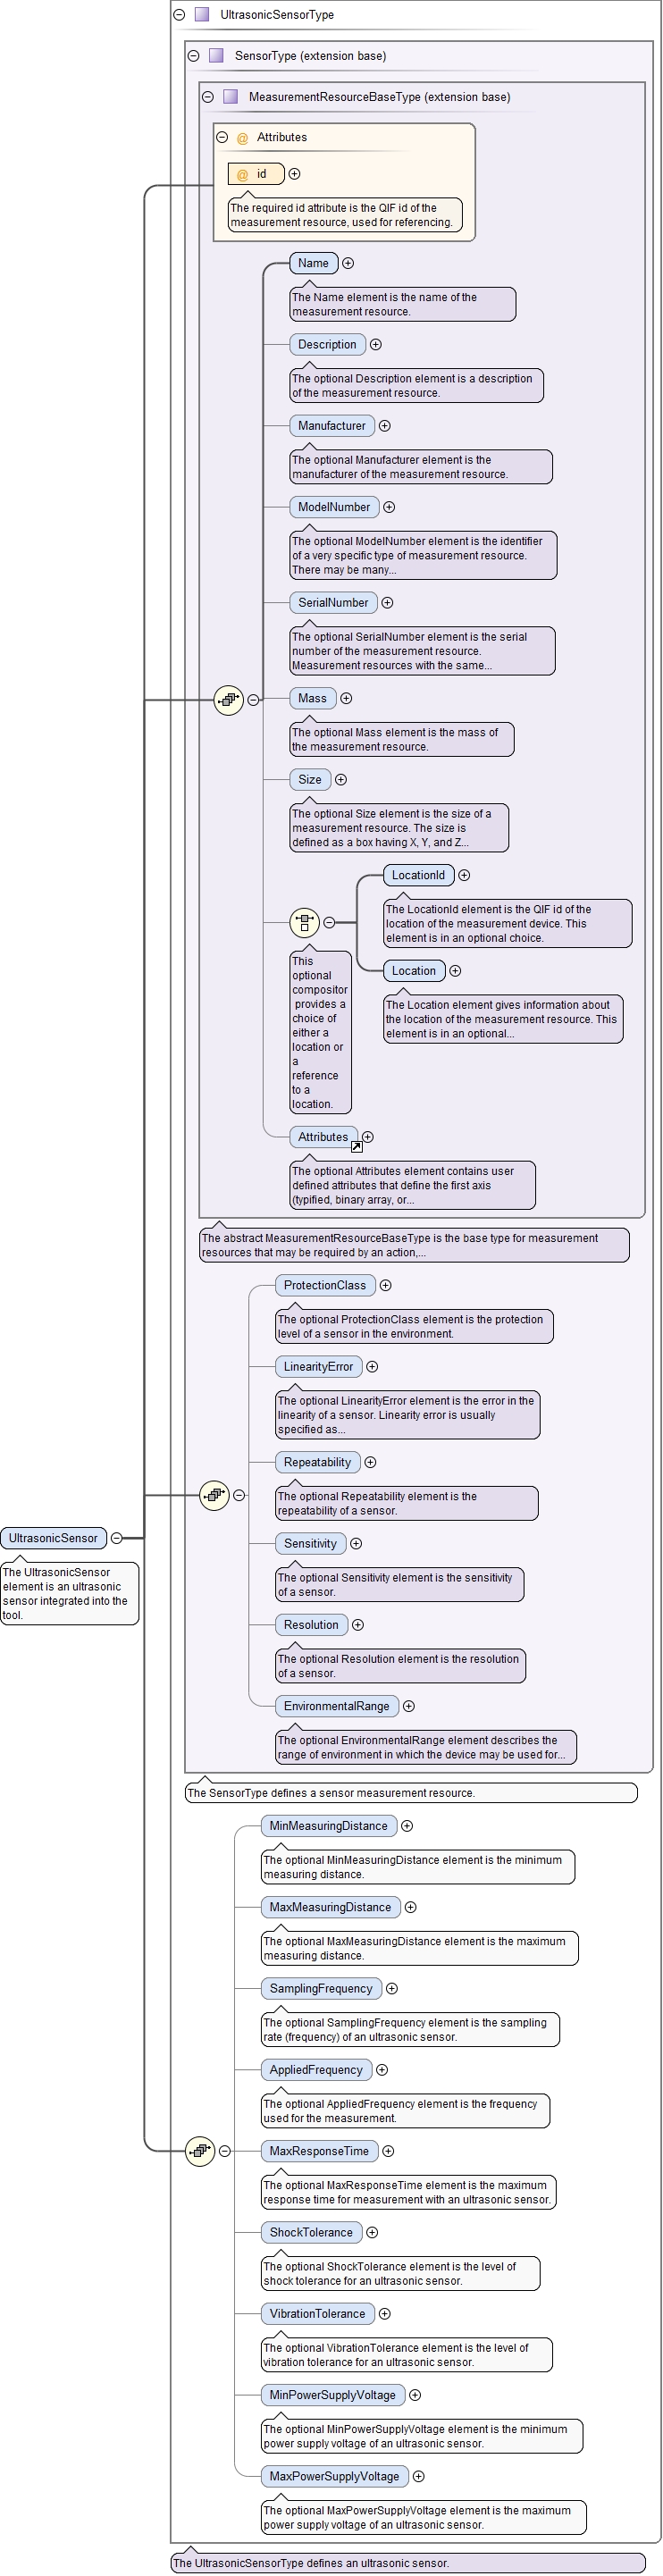 UltrasonicSensorType
SensorType (extension base)
MeasurementResourceBaseType (extension base)
@ Attributes
@ id
The required id attribute is the QIF id of the
measurement resource, used for referencing.
Name
The Name element is the name of the
measurement resource.
Description
The optional Description element is a description
of the measurement resource.
Manufacturer
The optional Manufacturer element is the
manufacturer of the measurement resource.
ModelNumber
The optional ModelNumber element is the identifier
of a very specific type of measurement resource.
There may be many...
SerialNumber
The optional SerialNumber element is the serial
number of the measurement resource.
Measurement resources with the same...
Mass
The optional Mass element is the mass of
the measurement resource.
Size
The optional Size element is the size of a
measurement resource. The size is
defined as a box having X, Y, and Z...
LocationId
The LocationId element is the QIF id of the
location of the measurement device. This
element is in an optional choice.
Location
The Location element gives information about
the location of the measurement resource. This
element is in an optional...
This
optional
compositor
provides a
choice of
either a
location or
a
reference
to a
location.
Attributes
The optional Attributes element contains user
defined attributes that define the first axis
(typified, binary array, or...
The abstract MeasurementResourceBaseType is the base type for measurement
resources that may be required by an action,...
ProtectionClass
The optional ProtectionClass element is the protection
level of a sensor in the environment.
LinearityError
The optional LinearityError element is the error in the
linearity of a sensor. Linearity error is usually
specified as...
Repeatability
The optional Repeatability element is the
repeatability of a sensor.
Sensitivity
The optional Sensitivity element is the sensitivity
of a sensor.
Resolution
The optional Resolution element is the resolution
of a sensor.
EnvironmentalRange
The optional EnvironmentalRange element describes the
range of environment in which the device may be used for...
UltrasonicSensor
The UltrasonicSensor
element is an ultrasonic
sensor integrated into the
tool.
The SensorType defines a sensor measurement resource.
MinMeasuringDistance
The optional MinMeasuringDistance element is the minimum
measuring distance.
MaxMeasuringDistance
The optional MaxMeasuringDistance element is the maximum
measuring distance.
SamplingFrequency
The optional SamplingFrequency element is the sampling
rate (frequency) of an ultrasonic sensor.
AppliedFrequency
The optional AppliedFrequency element is the frequency
used for the measurement.
MaxResponseTime
The optional MaxResponseTime element is the maximum
response time for measurement with an ultrasonic sensor.
ShockTolerance
The optional ShockTolerance element is the level of
shock tolerance for an ultrasonic sensor.
VibrationTolerance
The optional VibrationTolerance element is the level of
vibration tolerance for an ultrasonic sensor.
MinPowerSupplyVoltage
The optional MinPowerSupplyVoltage element is the minimum
power supply voltage of an ultrasonic sensor.
MaxPowerSupplyVoltage
The optional MaxPowerSupplyVoltage element is the maximum
power supply voltage of an ultrasonic sensor.
The UltrasonicSensorType defines an ultrasonic sensor.